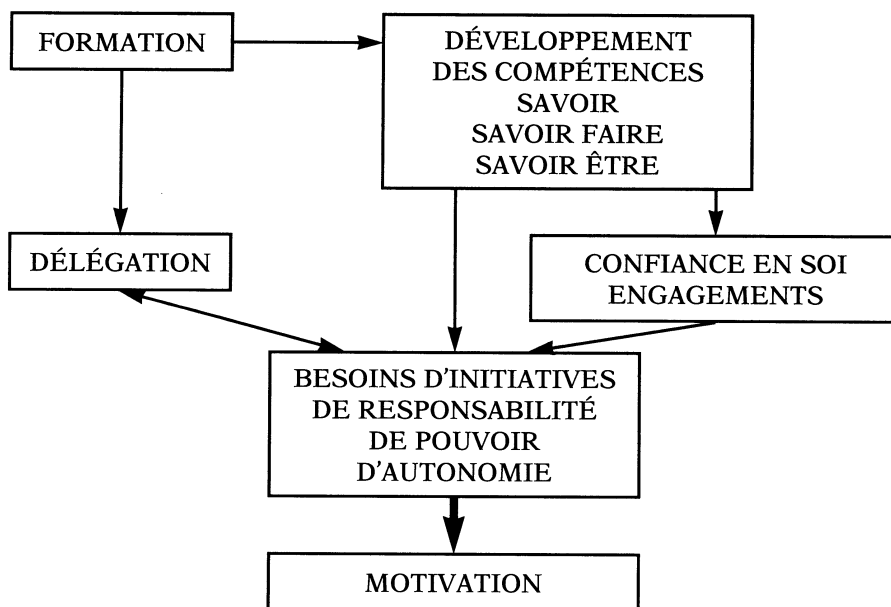 FORMATION
DÉVELOPPEMENT
DES COMPÉTENCES
SAVOIR
SAVOIR FAIRE
SAVOIR ÊTRE
DÉLÉGATION
CONFIANCE EN SOI
ENGAGEMENTS
BESOINS D'INITIATIVES
DE RESPONSABILITÉ
DE POUVOIR
D'AUTONOMIE
MOTIVATION